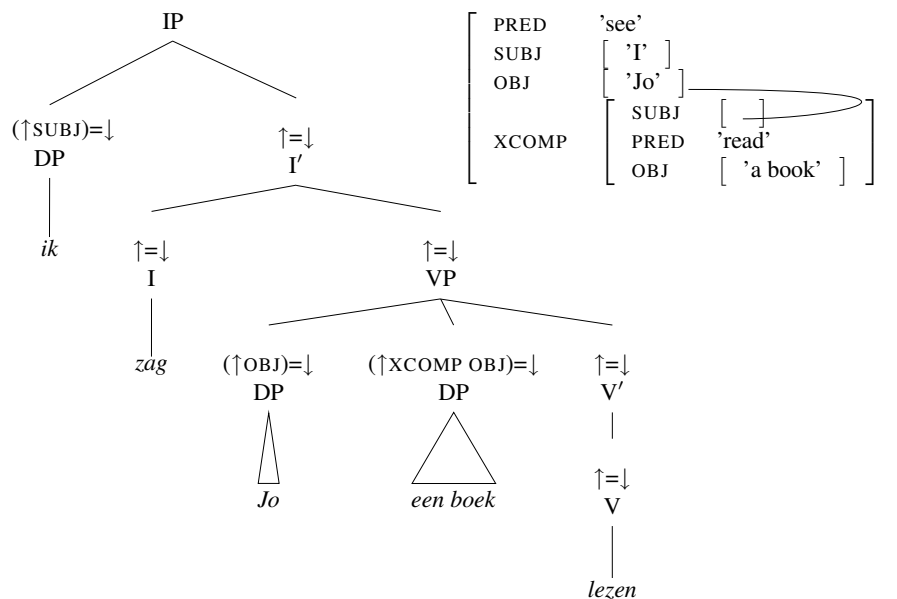 IP
(↑SUBJ)=↓
DP
ik
↑=↓
I′
↑=↓
I
zag
↑=↓
VP
(↑OBJ)=↓
DP
Jo
(↑XCOMP OBJ)=↓
DP
een boek
↑=↓
V′
↑=↓
V
lezen
PRED 'see'
SUBJ [ 'I' ]
OBJ [ 'Jo' ]
XCOMP
SUBJ [ ]
PRED 'read'
OBJ [ 'a book' ]